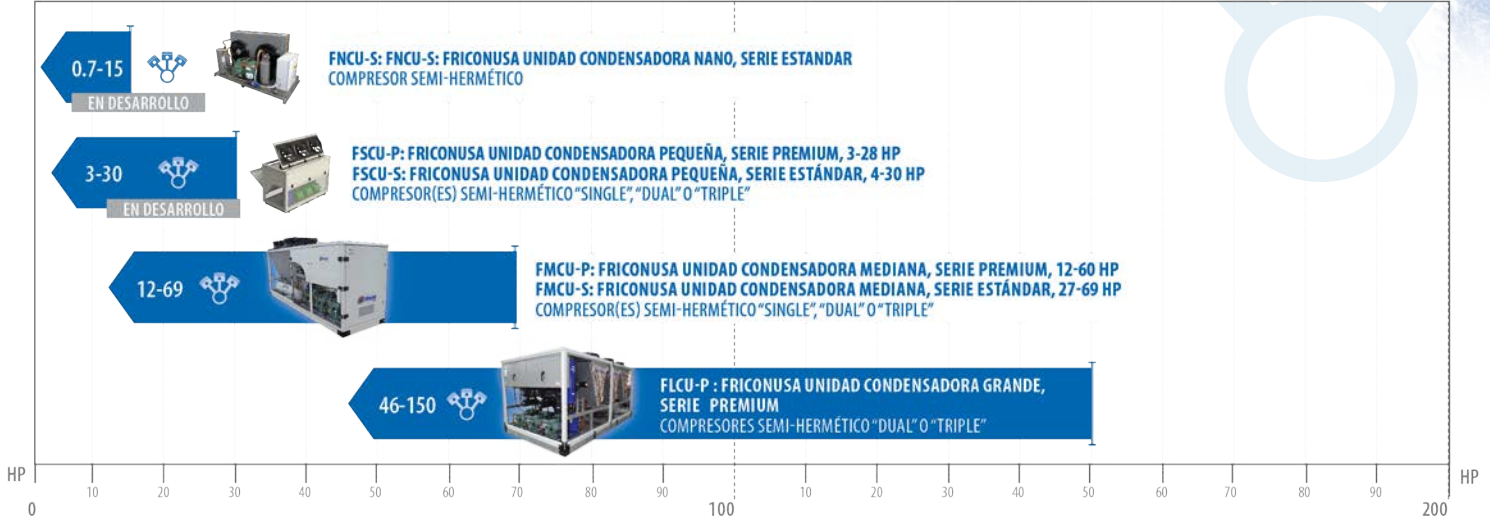 0.7-15
EN DESARROLLO
FNCU-S: FNCU-S: FRICONUSA UNIDAD CONDENSADORA NANO, SERIE ESTANDAR
COMPRESOR SEMI-HERMÉTICO
3-30
EN DESARROLLO
FSCU-P: FRICONUSA UNIDAD CONDENSADORA PEQUEÑA, SERIE PREMIUM, 3-28 HP
FSCU-S: FRICONUSA UNIDAD CONDENSADORA PEQUEÑA, SERIE ESTÁNDAR, 4-30 HP
COMPRESOR(ES) SEMI-HERMÉTICO "SINGLE", "DUAL" O "TRIPLE"
12-69
FMCU-P: FRICONUSA UNIDAD CONDENSADORA MEDIANA, SERIE PREMIUM, 12-60 HP
FMCU-S: FRICONUSA UNIDAD CONDENSADORA MEDIANA, SERIE ESTÁNDAR, 27-69 HP
COMPRESOR(ES) SEMI-HERMÉTICO "SINGLE", "DUAL" O "TRIPLE"
46-150
FLCU-P : FRICONUSA UNIDAD CONDENSADORA GRANDE,
SERIE PREMIUM
COMPRESORES SEMI-HERMÉTICO "DUAL" O "TRIPLE"
HP 10 20 30 40 50 60 70 80 90 10 20 30 40 50 60 70 80 90 HP
0 100 200